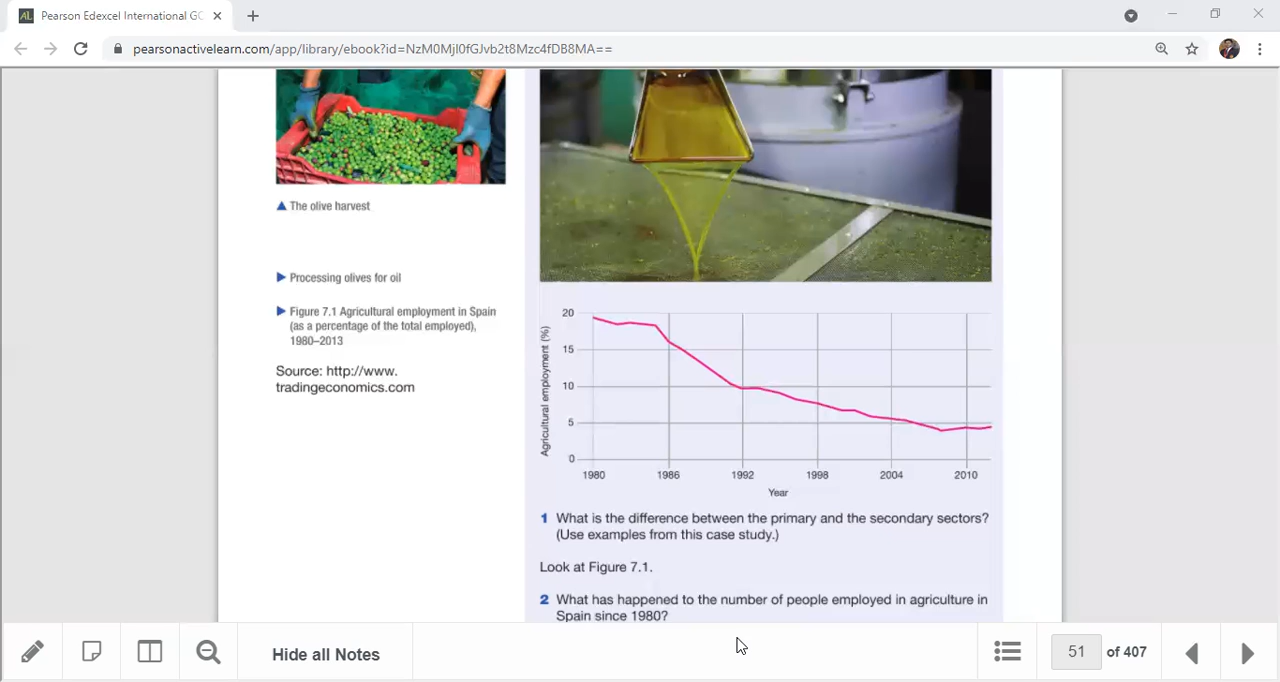 Pearson Edexcel International GC
pearsonactivelearn.com/app/library/ebook?id=NzM0MjI0fGJvb2t8Mzc4fDB8MA==
▲ The olive harvest
▶ Processing olives for oil
▶ Figure 7.1 Agricultural employment in Spain
(as a percentage of the total employed),
1980–2013
Source: http://www.
tradingeconomics.com
Agricultural employment (%)
20
15
10
5
0
1980 1986 1992 1998 2004 2010
Year
1 What is the difference between the primary and the secondary sectors?
(Use examples from this case study.)
Look at Figure 7.1.
2 What has happened to the number of people employed in agriculture in
Spain since 1980?
Hide all Notes
51 of 407